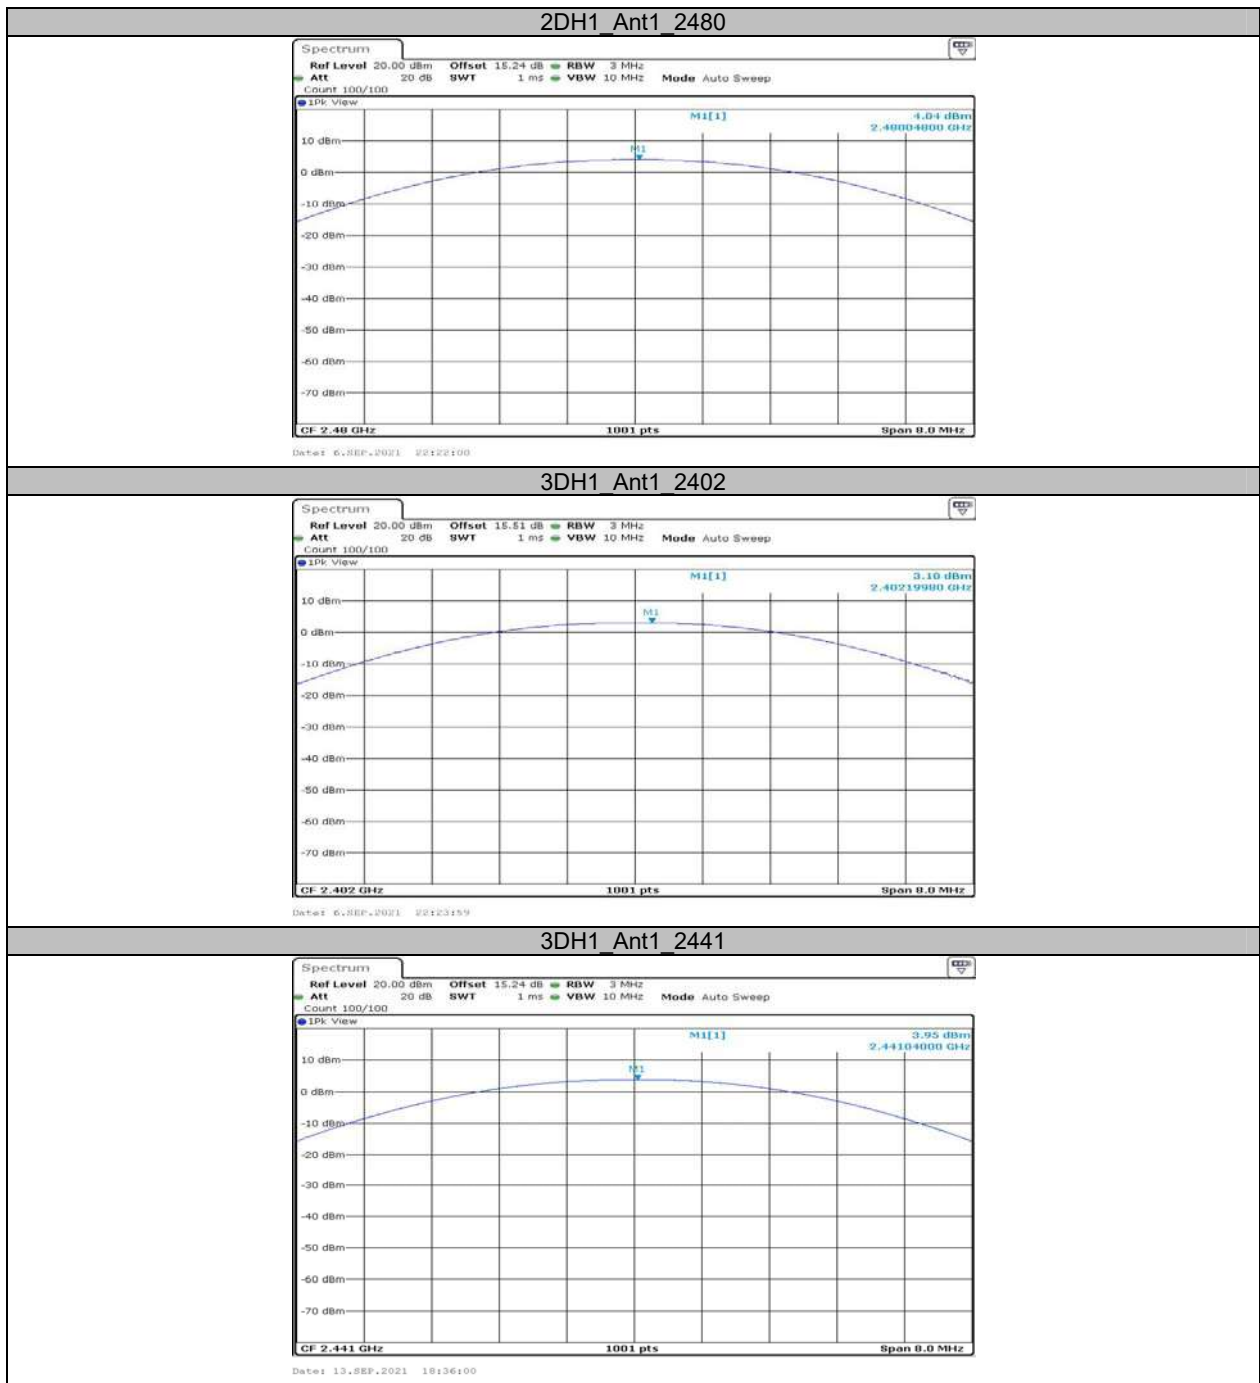 2DH1_Ant1_2480
Spectrum
Ref Level 20.00 dBm Offset 15.24 dB RBW 3 MHz
Att 20 dB SWT 1 ms VBW 10 MHz Mode Auto Sweep
Count 100/100
1Pk View
M1[1] 4.04 dBm
2.48004800 GHz
M1
10 dBm
0 dBm
-10 dBm
-20 dBm
-30 dBm
-40 dBm
-50 dBm
-60 dBm
-70 dBm
CF 2.48 GHz 1001 pts Span 8.0 MHz
Date: 6.SEP.2021 22:22:00
3DH1_Ant1_2402
Spectrum
Ref Level 20.00 dBm Offset 15.51 dB RBW 3 MHz
Att 20 dB SWT 1 ms VBW 10 MHz Mode Auto Sweep
Count 100/100
1Pk View
M1[1] 3.10 dBm
2.40219980 GHz
10 dBm
M1
0 dBm
-10 dBm
-20 dBm
-30 dBm
-40 dBm
-50 dBm
-60 dBm
-70 dBm
CF 2.402 GHz 1001 pts Span 8.0 MHz
Date: 6.SEP.2021 22:23:59
3DH1_Ant1_2441
Spectrum
Ref Level 20.00 dBm Offset 15.24 dB RBW 3 MHz
Att 20 dB SWT 1 ms VBW 10 MHz Mode Auto Sweep
Count 100/100
1Pk View
M1[1] 3.95 dBm
2.44104000 GHz
10 dBm
M1
0 dBm
-10 dBm
-20 dBm
-30 dBm
-40 dBm
-50 dBm
-60 dBm
-70 dBm
CF 2.441 GHz 1001 pts Span 8.0 MHz
Date: 13.SEP.2021 18:36:00